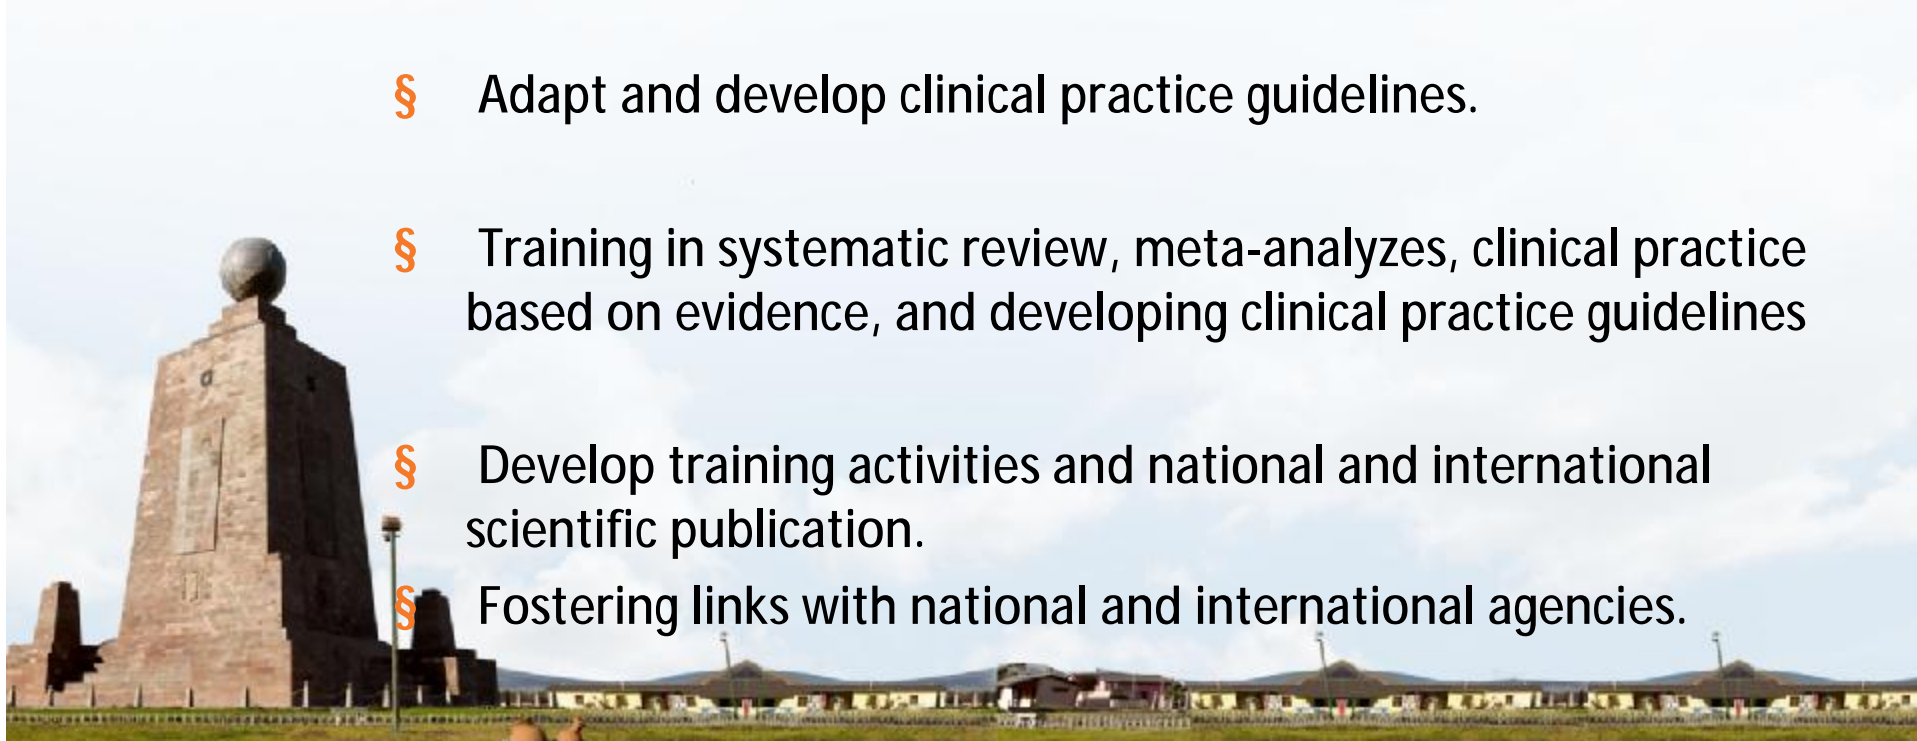 § Adapt and develop clinical practice guidelines.
§ Training in systematic review, meta-analyzes, clinical practice
based on evidence, and developing clinical practice guidelines
§ Develop training activities and national and international
scientific publication.
§ Fostering links with national and international agencies.